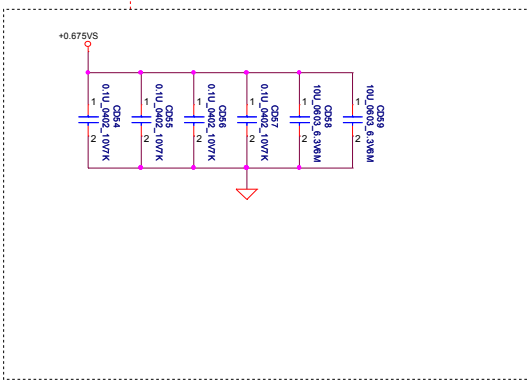 +0.675VS
1
2
CD54
0.1U_0402_10V7K
1
2
CD55
0.1U_0402_10V7K
1
2
CD56
0.1U_0402_10V7K
1
2
CD57
0.1U_0402_10V7K
1
2
CD58
10U_0603_6.3V6M
1
2
CD59
10U_0603_6.3V6M